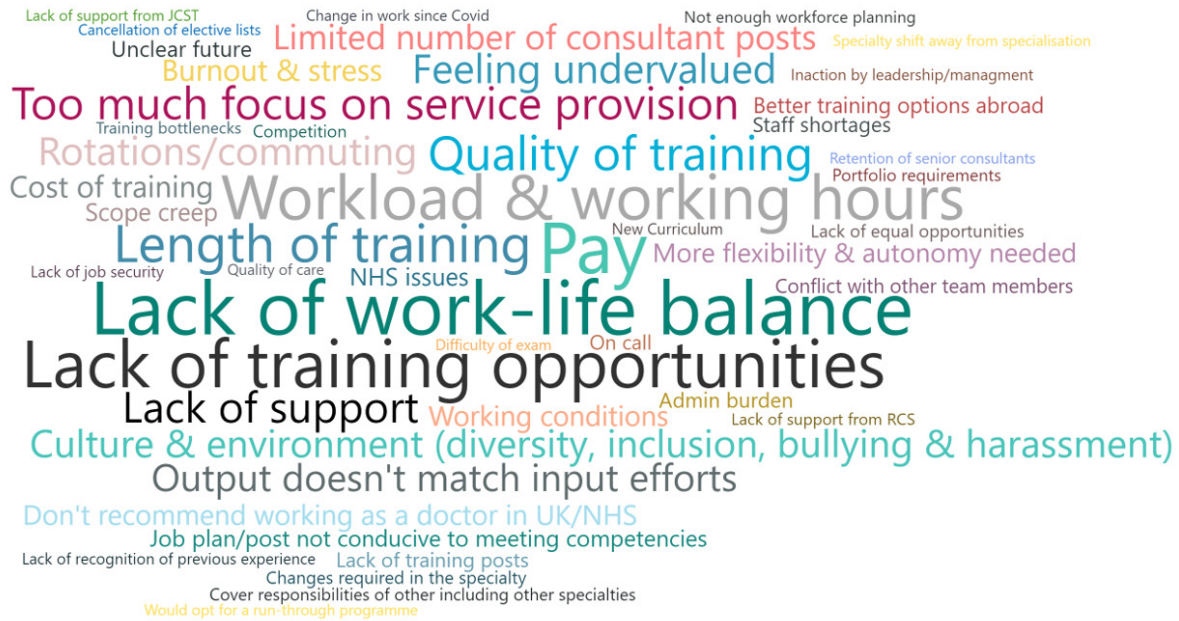 Lack of support from JCST
Change in work since Covid
Not enough workforce planning
Cancellation of elective lists
Unclear future
Limited number of consultant posts
Specialty shift away from specialisation
Burnout & stress
Feeling undervalued
Inaction by leadership/managment
Too much focus on service provision
Better training options abroad
Training bottlenecks
Competition
Staff shortages
Rotations/commuting
Quality of training
Retention of senior consultants
Portfolio requirements
Cost of training
Workload & working hours
Scope creep
New Curriculum
Lack of equal opportunities
Length of training
Pay
More flexibility & autonomy needed
Lack of job security
Quality of care
NHS issues
Conflict with other team members
Lack of work-life balance
Difficulty of exam
On call
Lack of training opportunities
Lack of support
Working conditions
Admin burden
Lack of support from RCS
Culture & environment (diversity, inclusion, bullying & harassment)
Output doesn't match input efforts
Don't recommend working as a doctor in UK/NHS
Job plan/post not conducive to meeting competencies
Lack of recognition of previous experience
Lack of training posts
Changes required in the specialty
Cover responsibilities of other including other specialties
Would opt for a run-through programme